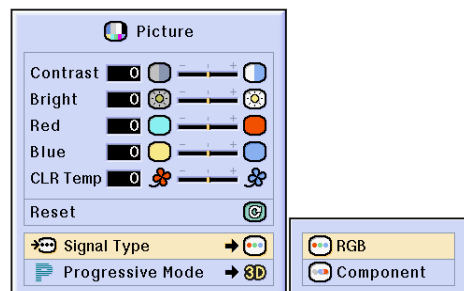 Picture
Contrast 0 - +
Bright 0 - +
Red 0 - +
Blue 0 - +
CLR Temp 0 - +
Reset
Signal Type
Progressive Mode 3D
RGB
Component